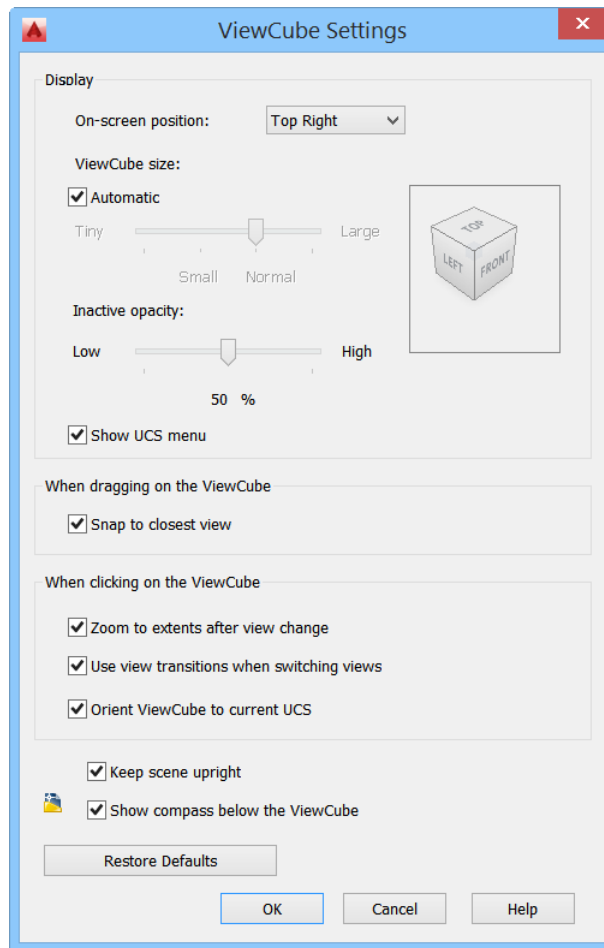 ViewCube Settings
Display
On-screen position:
Top Right
ViewCube size:
Automatic
Tiny
Large
Small Normal
TOP
LEFT
FRONT
Inactive opacity:
Low
High
50 %
Show UCS menu
When dragging on the ViewCube
Snap to closest view
When clicking on the ViewCube
Zoom to extents after view change
Use view transitions when switching views
Orient ViewCube to current UCS
Keep scene upright
Show compass below the ViewCube
Restore Defaults
OK
Cancel
Help